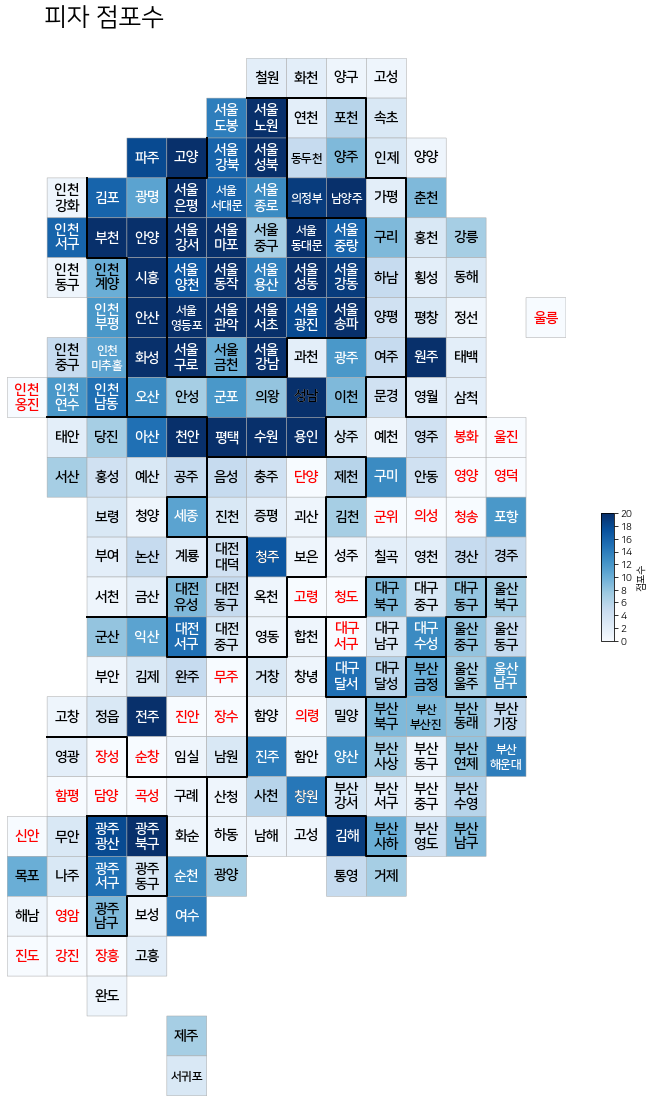 피자 점포수
철원 화천 양구 고성
서울 도봉 서울 노원 연천 포천 속초
파주 고양 서울 강북 서울 성북 동두천 양주 인제 양양
인천 강화 김포 광명 서울 은평 서울 서대문 서울 종로 의정부 남양주 가평 춘천
인천 서구 부천 안양 서울 강서 서울 마포 서울 중구 서울 동대문 서울 중랑 구리 홍천 강릉
인천 동구 인천 계양 시흥 서울 양천 서울 동작 서울 용산 서울 성동 서울 강동 하남 횡성 동해
인천 부평 안산 서울 영등포 서울 관악 서울 서초 서울 광진 서울 송파 양평 평창 정선 울릉
인천 중구 인천 미추홀 화성 서울 구로 서울 금천 서울 강남 과천 광주 여주 원주 태백
인천 옹진 인천 연수 인천 남동 오산 안성 군포 의왕 성남 이천 문경 영월 삼척
태안 당진 아산 천안 평택 수원 용인 상주 예천 영주 봉화 울진
서산 홍성 예산 공주 음성 충주 단양 제천 구미 안동 영양 영덕
보령 청양 세종 진천 증평 괴산 김천 군위 의성 청송 포항
부여 논산 계룡 대전 대덕 청주 보은 성주 칠곡 영천 경산 경주
서천 금산 대전 유성 대전 동구 옥천 고령 청도 대구 북구 대구 중구 대구 동구 울산 북구
군산 익산 대전 서구 대전 중구 영동 합천 대구 서구 대구 남구 대구 수성 울산 중구 울산 동구
부안 김제 완주 무주 거창 창녕 대구 달서 대구 달성 부산 금정 울산 울주 울산 남구
고창 정읍 전주 진안 장수 함양 의령 밀양 부산 북구 부산 부산진 부산 동래 부산 기장
영광 장성 순창 임실 남원 진주 함안 양산 부산 사상 부산 동구 부산 연제 부산 해운대
함평 담양 곡성 구례 산청 사천 창원 부산 강서 부산 서구 부산 중구 부산 수영
신안 무안 광주 광산 광주 북구 화순 하동 남해 고성 김해 부산 사하 부산 영도 부산 남구
목포 나주 광주 서구 광주 동구 순천 광양 통영 거제
해남 영암 광주 남구 보성 여수
진도 강진 장흥 고흥
완도
제주
서귀포
20
18
16
14
12
10
8
6
4
2
0
점포수